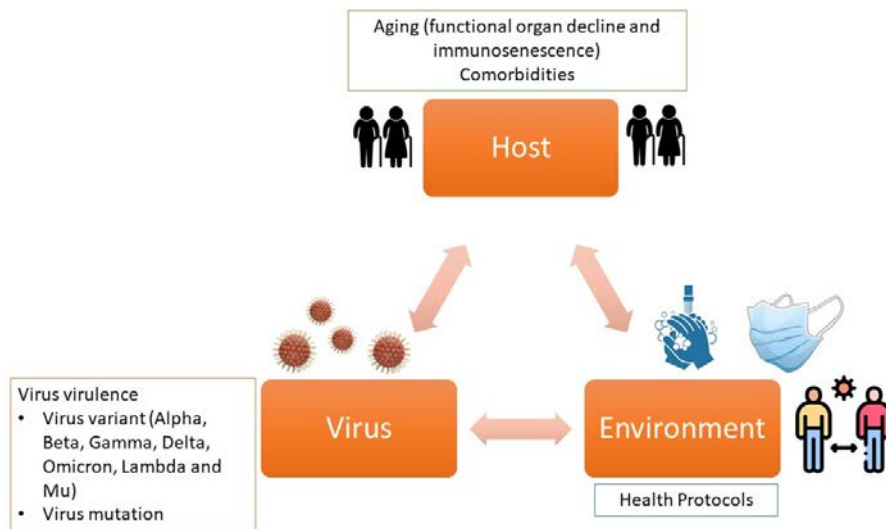 Aging (functional organ decline and
immunosenescence)
Comorbidities
Host
Virus virulence
• Virus variant (Alpha,
Beta, Gamma, Delta,
Omicron, Lambda and
Mu)
• Virus mutation
Virus
Environment
Health Protocols